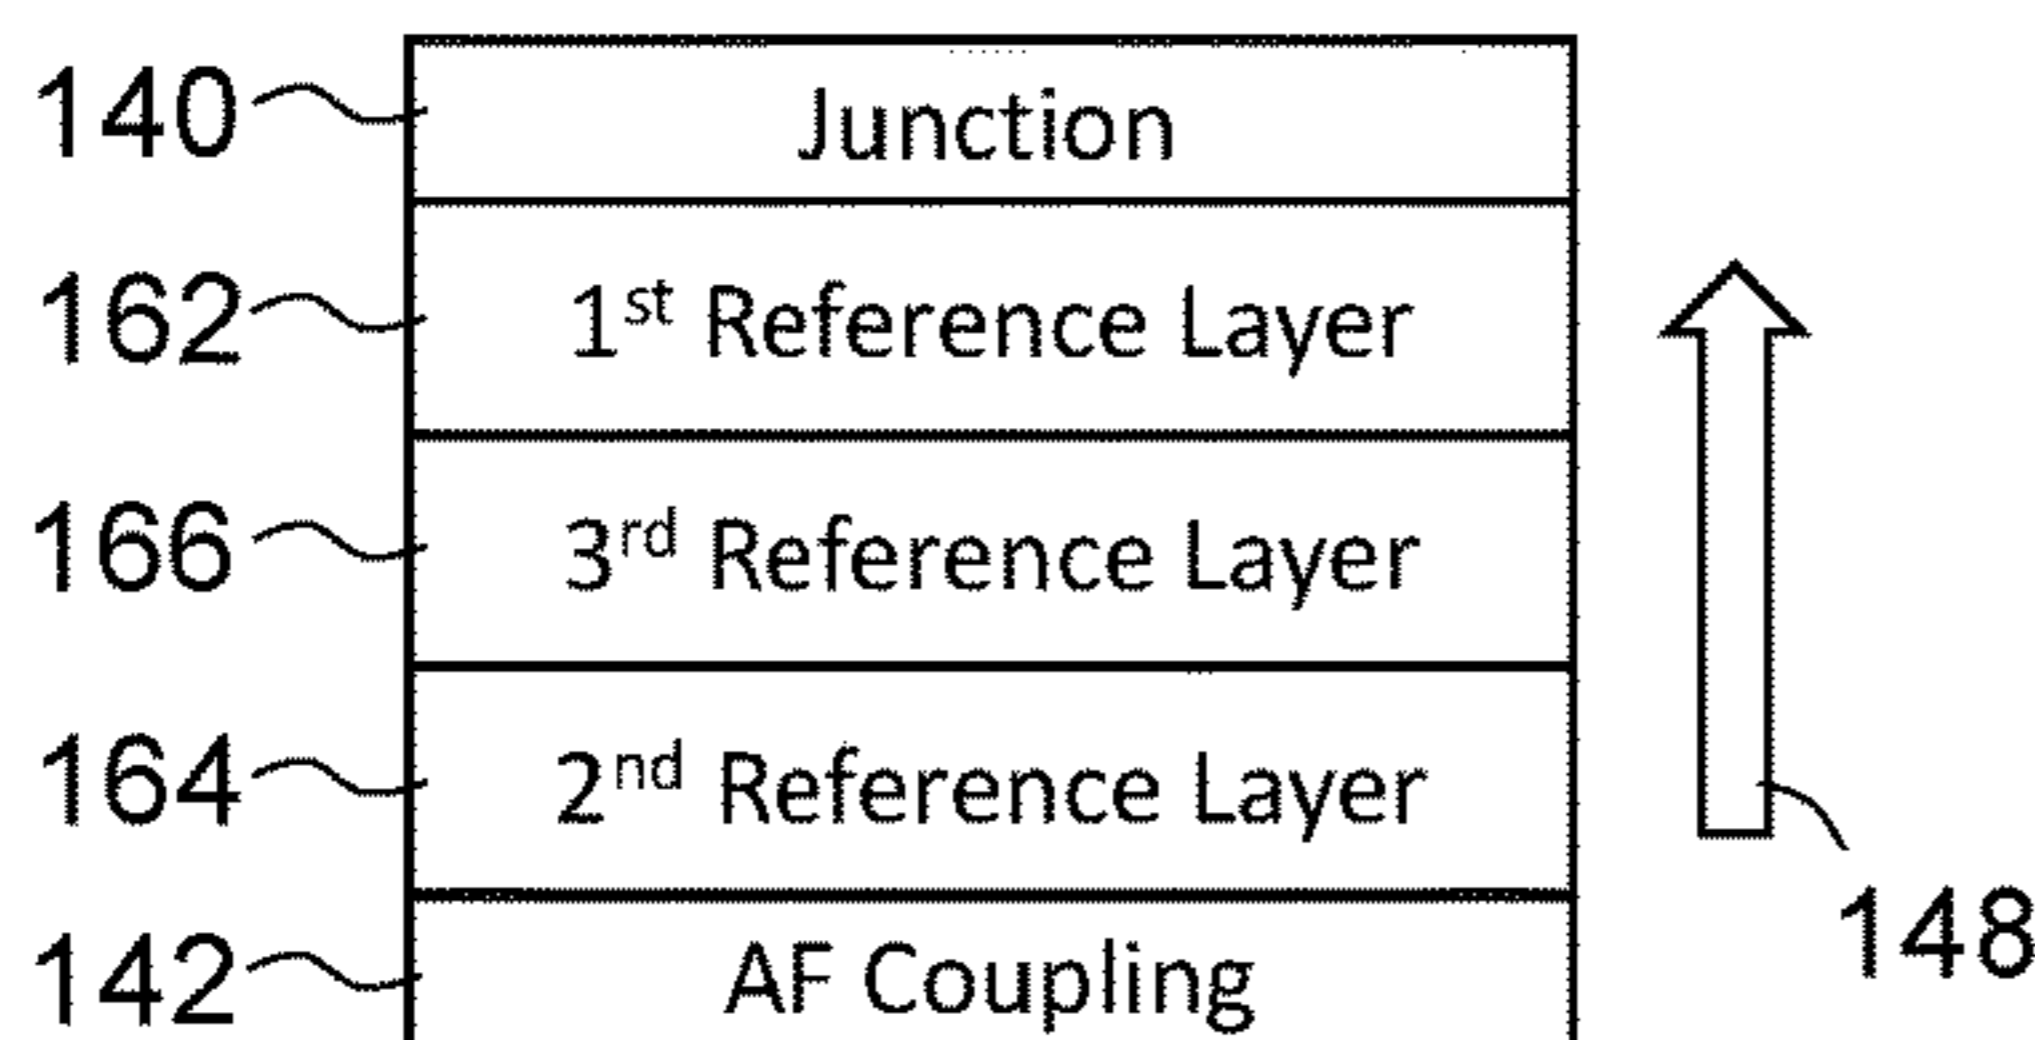 140 Junction
162 1st Reference Layer
166 3rd Reference Layer
164 2nd Reference Layer
148
142 AF Coupling